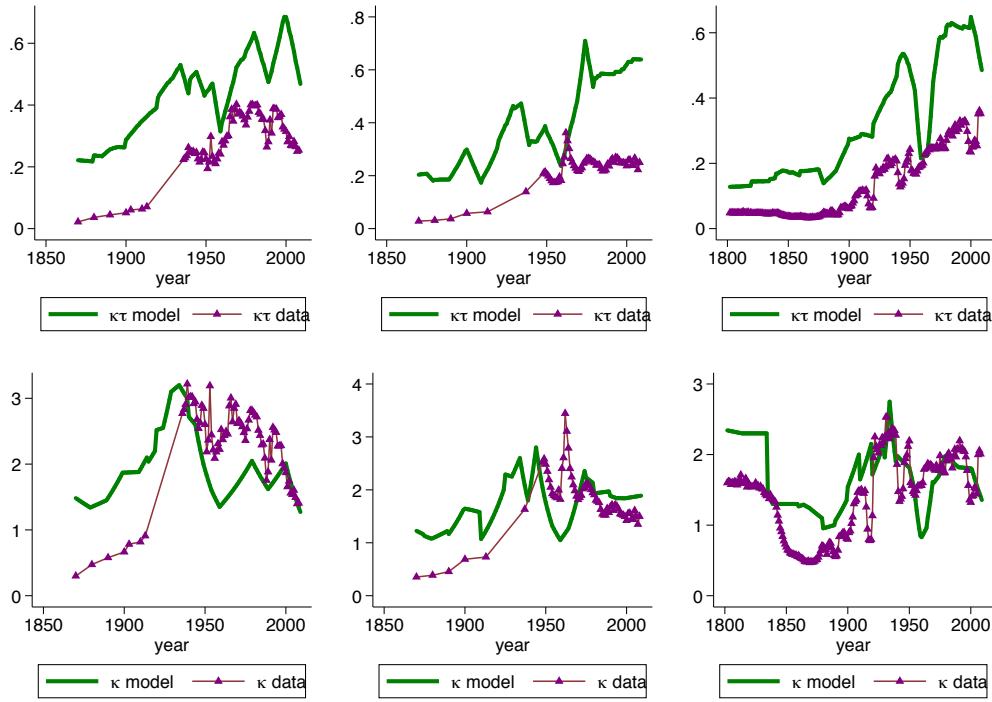 .6
.4
.2
0
1850 1900 1950 2000
year
κτ model κτ data
.8
.6
.4
.2
0
1850 1900 1950 2000
year
κτ model κτ data
.6
.4
.2
0
1800 1850 1900 1950 2000
year
κτ model κτ data
3
2
1
0
1850 1900 1950 2000
year
κ model κ data
4
3
2
1
0
1850 1900 1950 2000
year
κ model κ data
3
2
1
0
1800 1850 1900 1950 2000
year
κ model κ data